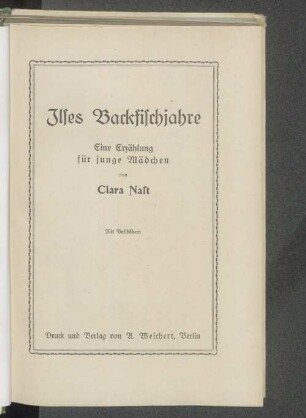 Ilses Backfischjahre
Eine Erzählung
für junge Mädchen
von
Clara Nast
Mit Vollbildern
Druck und Verlag von A. Weichert, Berlin